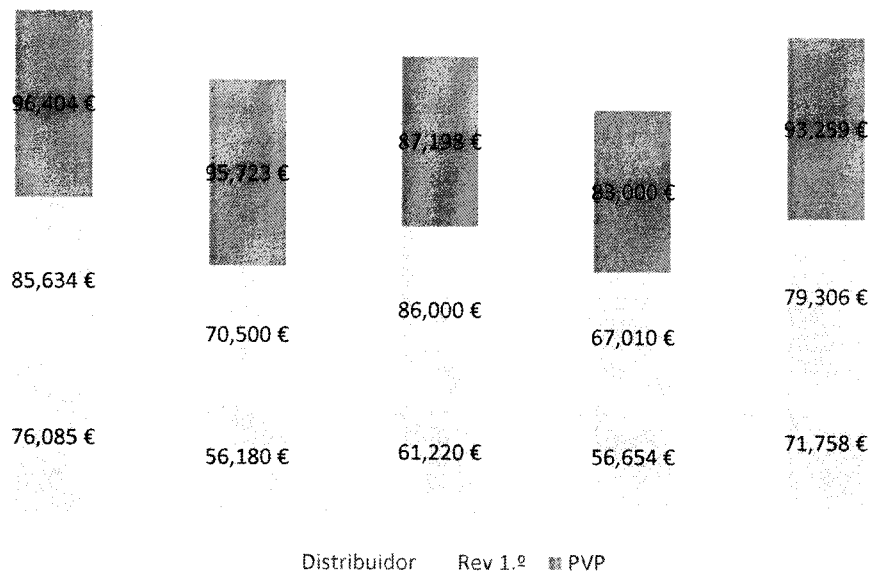 96,404 € 95,723 € 87,198 € 83,000 € 93,259 €
85,634 € 70,500 € 86,000 € 67,010 € 79,306 €
76,085 € 56,180 € 61,220 € 56,654 € 71,758 €
Distribuidor Rev 1.º PVP